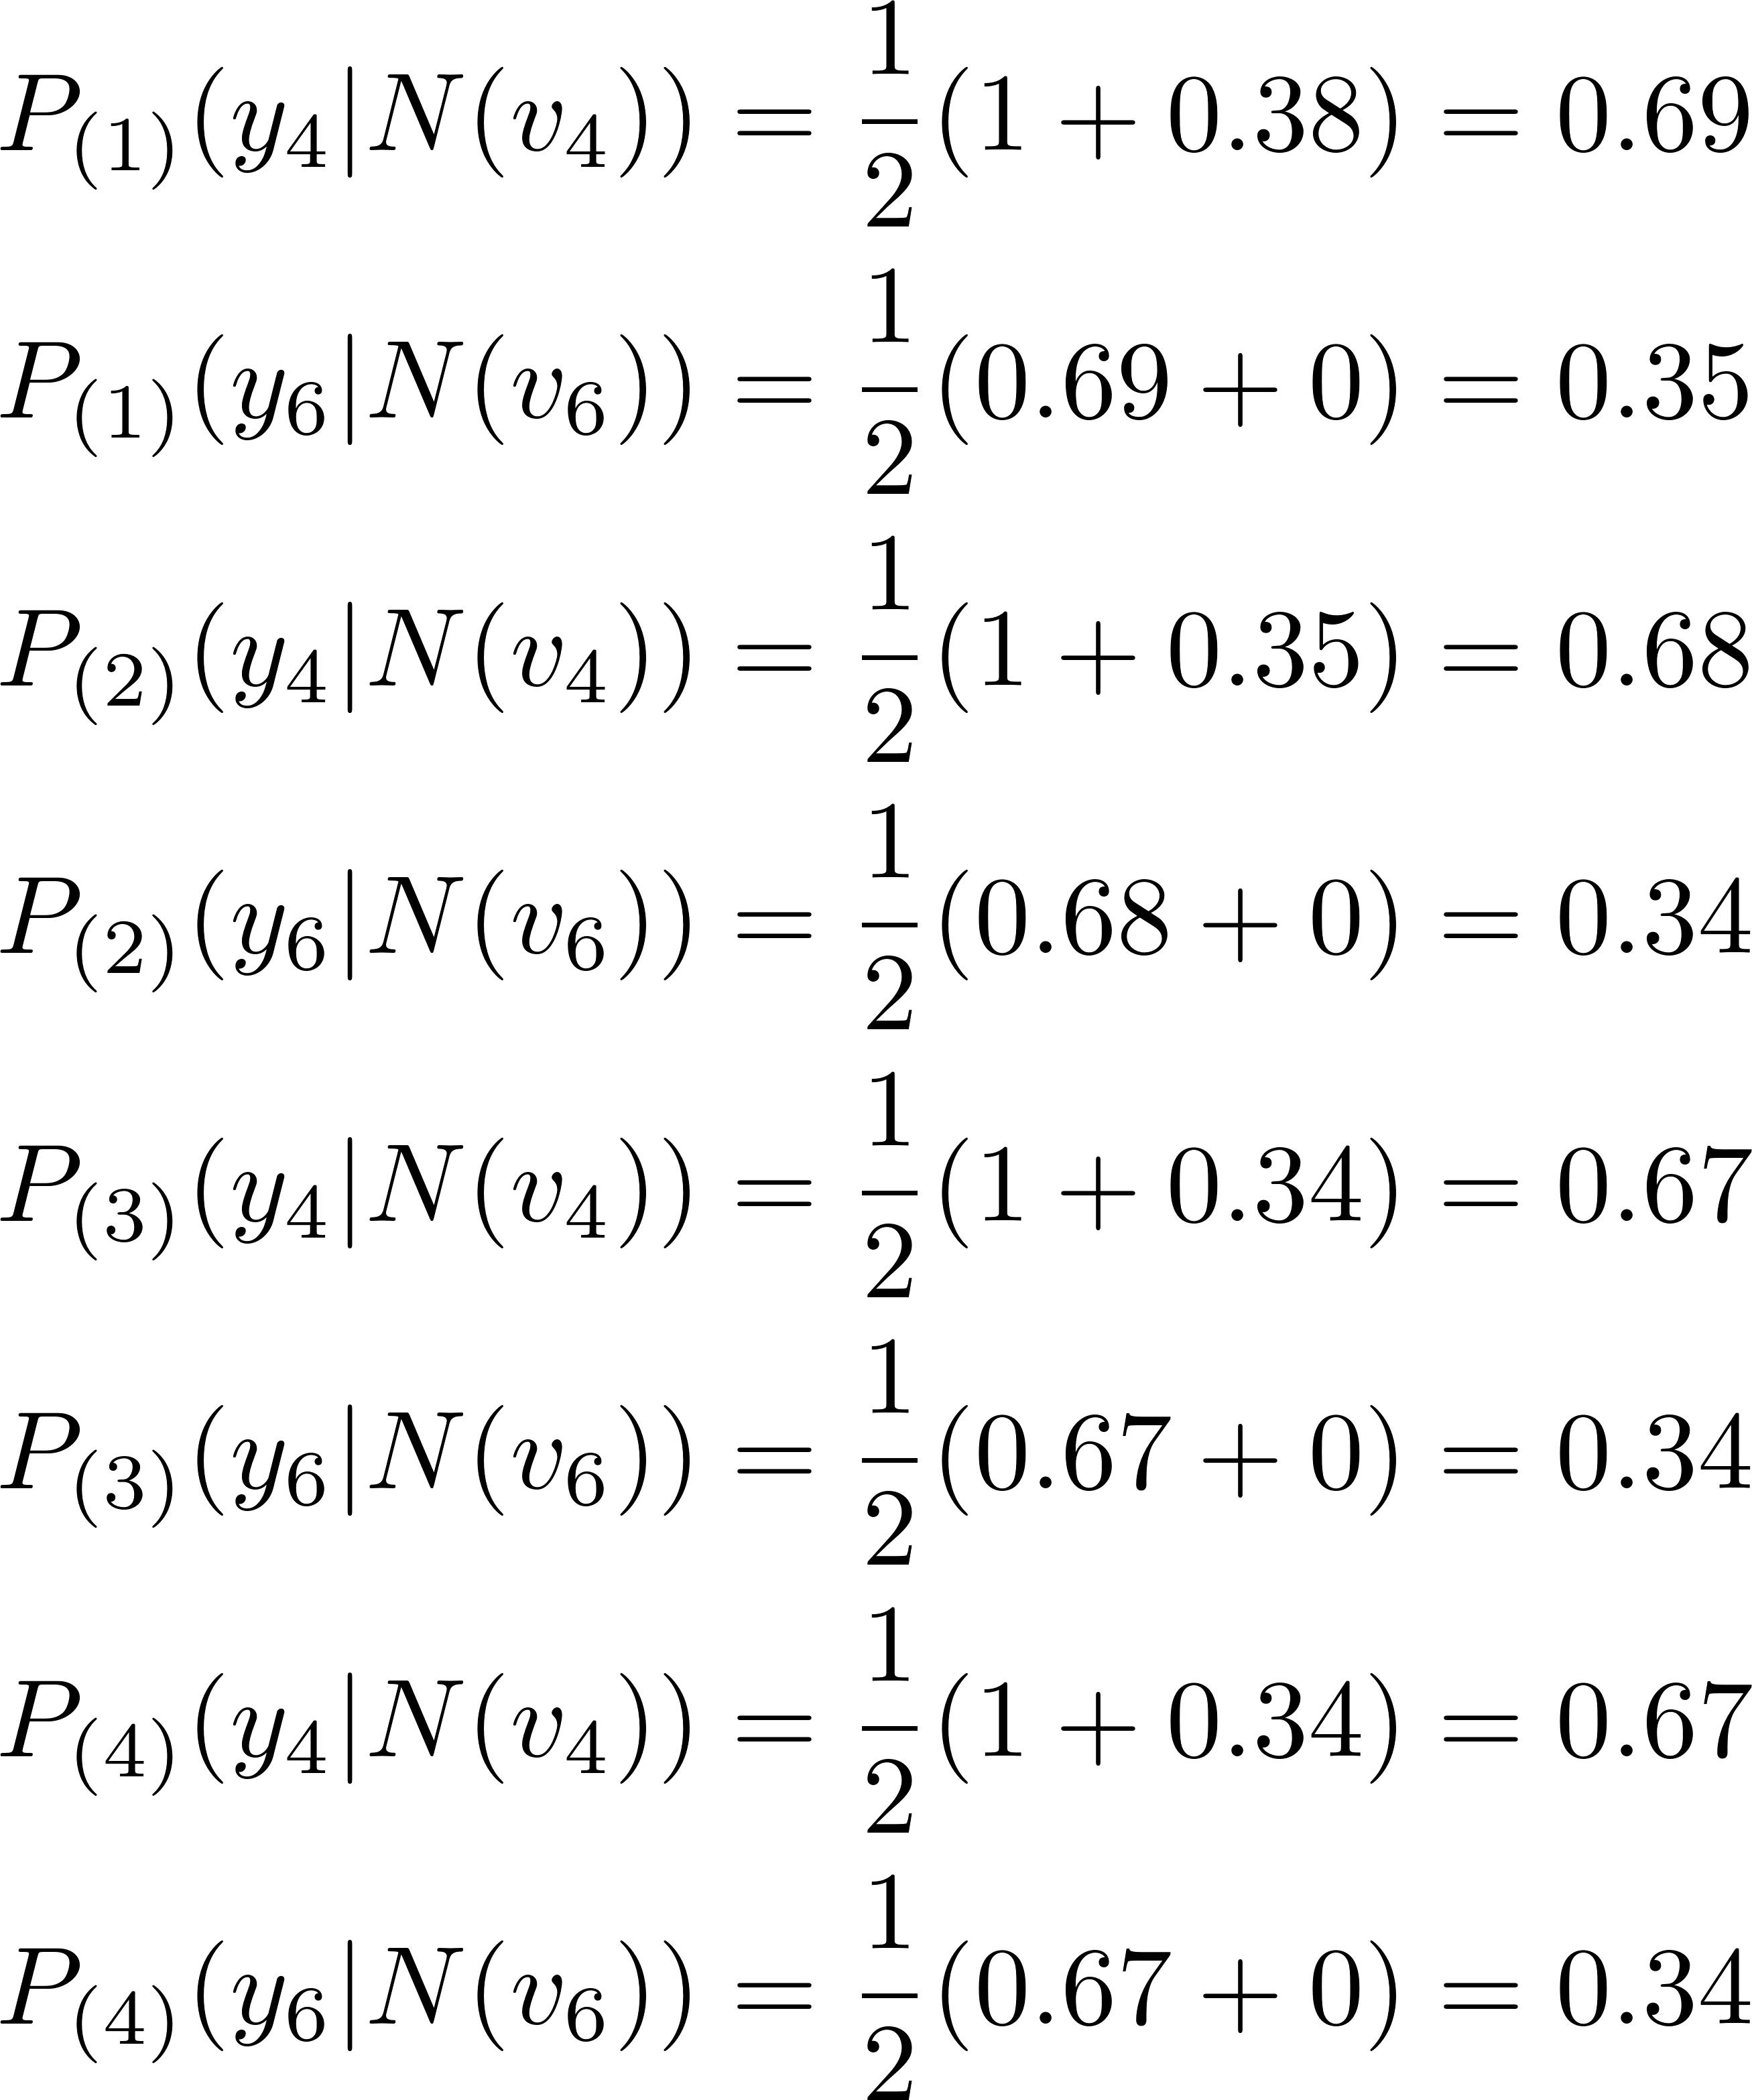 P_{(1)}(y_4|N(v_4)) = \frac{1}{2}(1 + 0.38) = 0.69
P_{(1)}(y_6|N(v_6)) = \frac{1}{2}(0.69 + 0) = 0.35
P_{(2)}(y_4|N(v_4)) = \frac{1}{2}(1 + 0.35) = 0.68
P_{(2)}(y_6|N(v_6)) = \frac{1}{2}(0.68 + 0) = 0.34
P_{(3)}(y_4|N(v_4)) = \frac{1}{2}(1 + 0.34) = 0.67
P_{(3)}(y_6|N(v_6)) = \frac{1}{2}(0.67 + 0) = 0.34
P_{(4)}(y_4|N(v_4)) = \frac{1}{2}(1 + 0.34) = 0.67
P_{(4)}(y_6|N(v_6)) = \frac{1}{2}(0.67 + 0) = 0.34